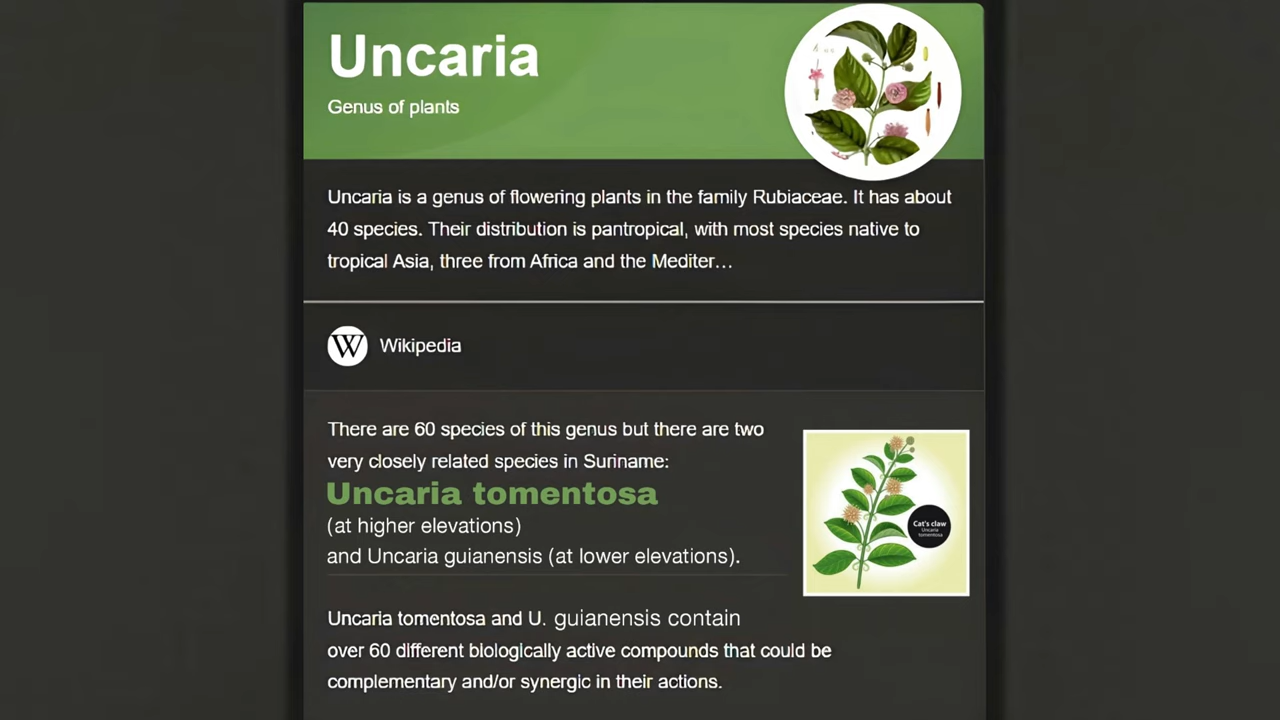 Uncaria
Genus of plants
Uncaria is a genus of flowering plants in the family Rubiaceae. It has about
40 species. Their distribution is pantropical, with most species native to
tropical Asia, three from Africa and the Mediter…
W Wikipedia
There are 60 species of this genus but there are two
very closely related species in Suriname:
Uncaria tomentosa
(at higher elevations)
and Uncaria guianensis (at lower elevations).
Cat's claw
Uncaria
tomentosa
Uncaria tomentosa and U. guianensis contain
over 60 different biologically active compounds that could be
complementary and/or synergic in their actions.